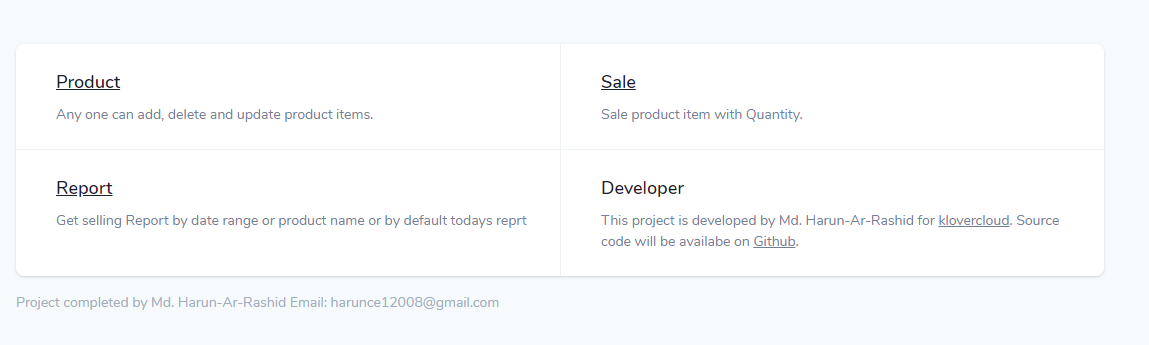 Product
Any one can add, delete and update product items.
Sale
Sale product item with Quantity.
Report
Get selling Report by date range or product name or by default todays reprt
Developer
This project is developed by Md. Harun-Ar-Rashid for klovercloud. Source
code will be availabe on Github.
Project completed by Md. Harun-Ar-Rashid Email: harunce12008@gmail.com